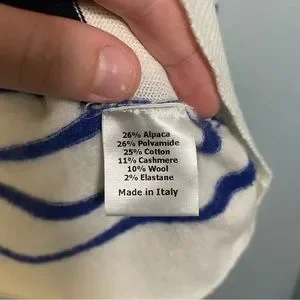 26% Alpaca
26% Polyamide
25% Cotton
11% Cashmere
10% Wool
2% Elastane
Made in Italy